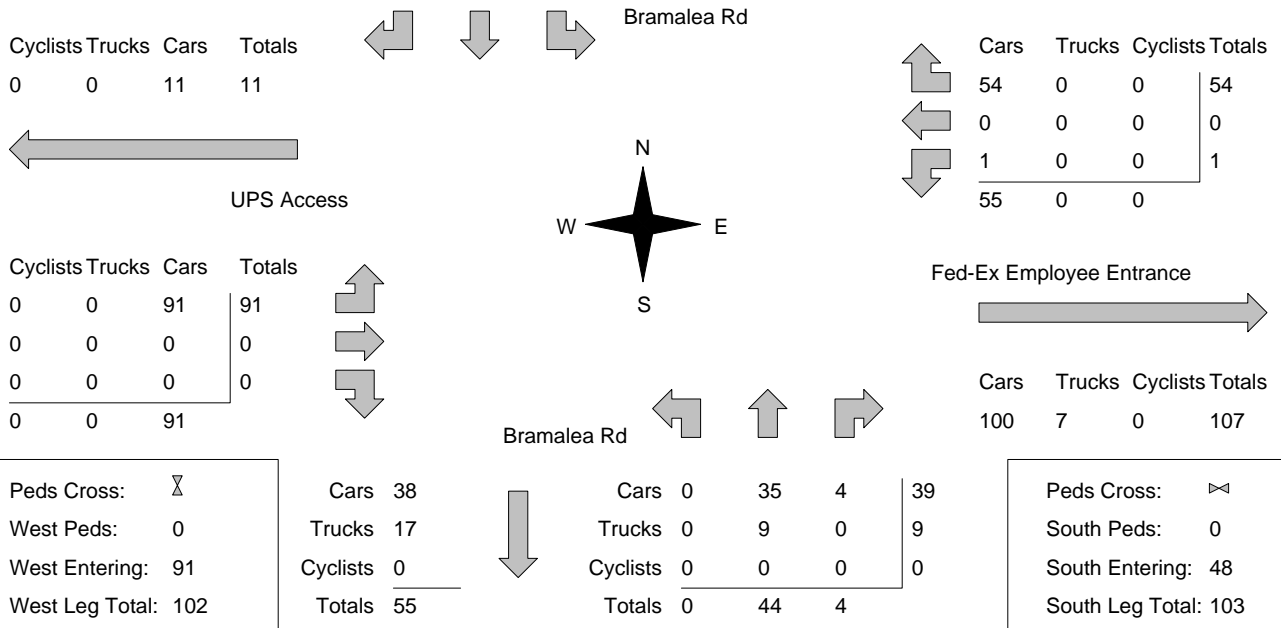 Bramalea Rd
Cyclists Trucks Cars Totals
0 0 11 11
UPS Access
Cars Trucks Cyclists Totals
54 0 0 54
0 0 0 0
1 0 0 1
55 0 0
N
W E
S
Cyclists Trucks Cars Totals
0 0 91 91
0 0 0 0
0 0 0 0
0 0 91
Fed-Ex Employee Entrance
Cars Trucks Cyclists Totals
100 7 0 107
Bramalea Rd
Peds Cross:
West Peds: 0
West Entering: 91
West Leg Total: 102
Cars 38
Trucks 17
Cyclists 0
Totals 55
Cars 0 35 4 39
Trucks 0 9 0 9
Cyclists 0 0 0 0
Totals 0 44 4
Peds Cross:
South Peds: 0
South Entering: 48
South Leg Total: 103